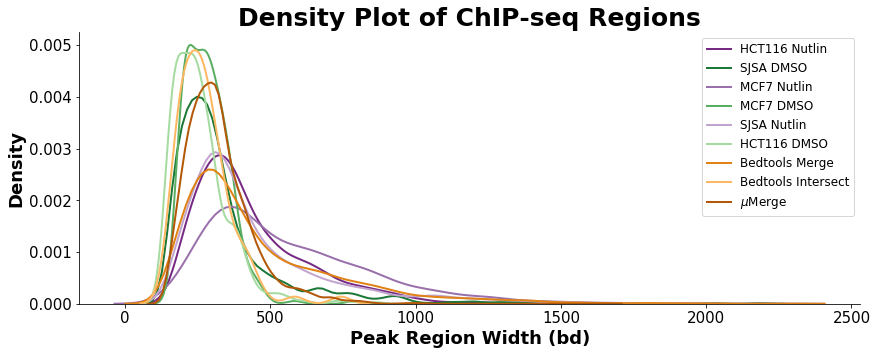 Density Plot of ChIP-seq Regions
HCT116 Nutlin
SJSA DMSO
MCF7 Nutlin
MCF7 DMSO
SJSA Nutlin
HCT116 DMSO
Bedtools Merge
Bedtools Intersect
μMerge
Density
0.005
0.004
0.003
0.002
0.001
0.000
0 500 1000 1500 2000 2500
Peak Region Width (bd)